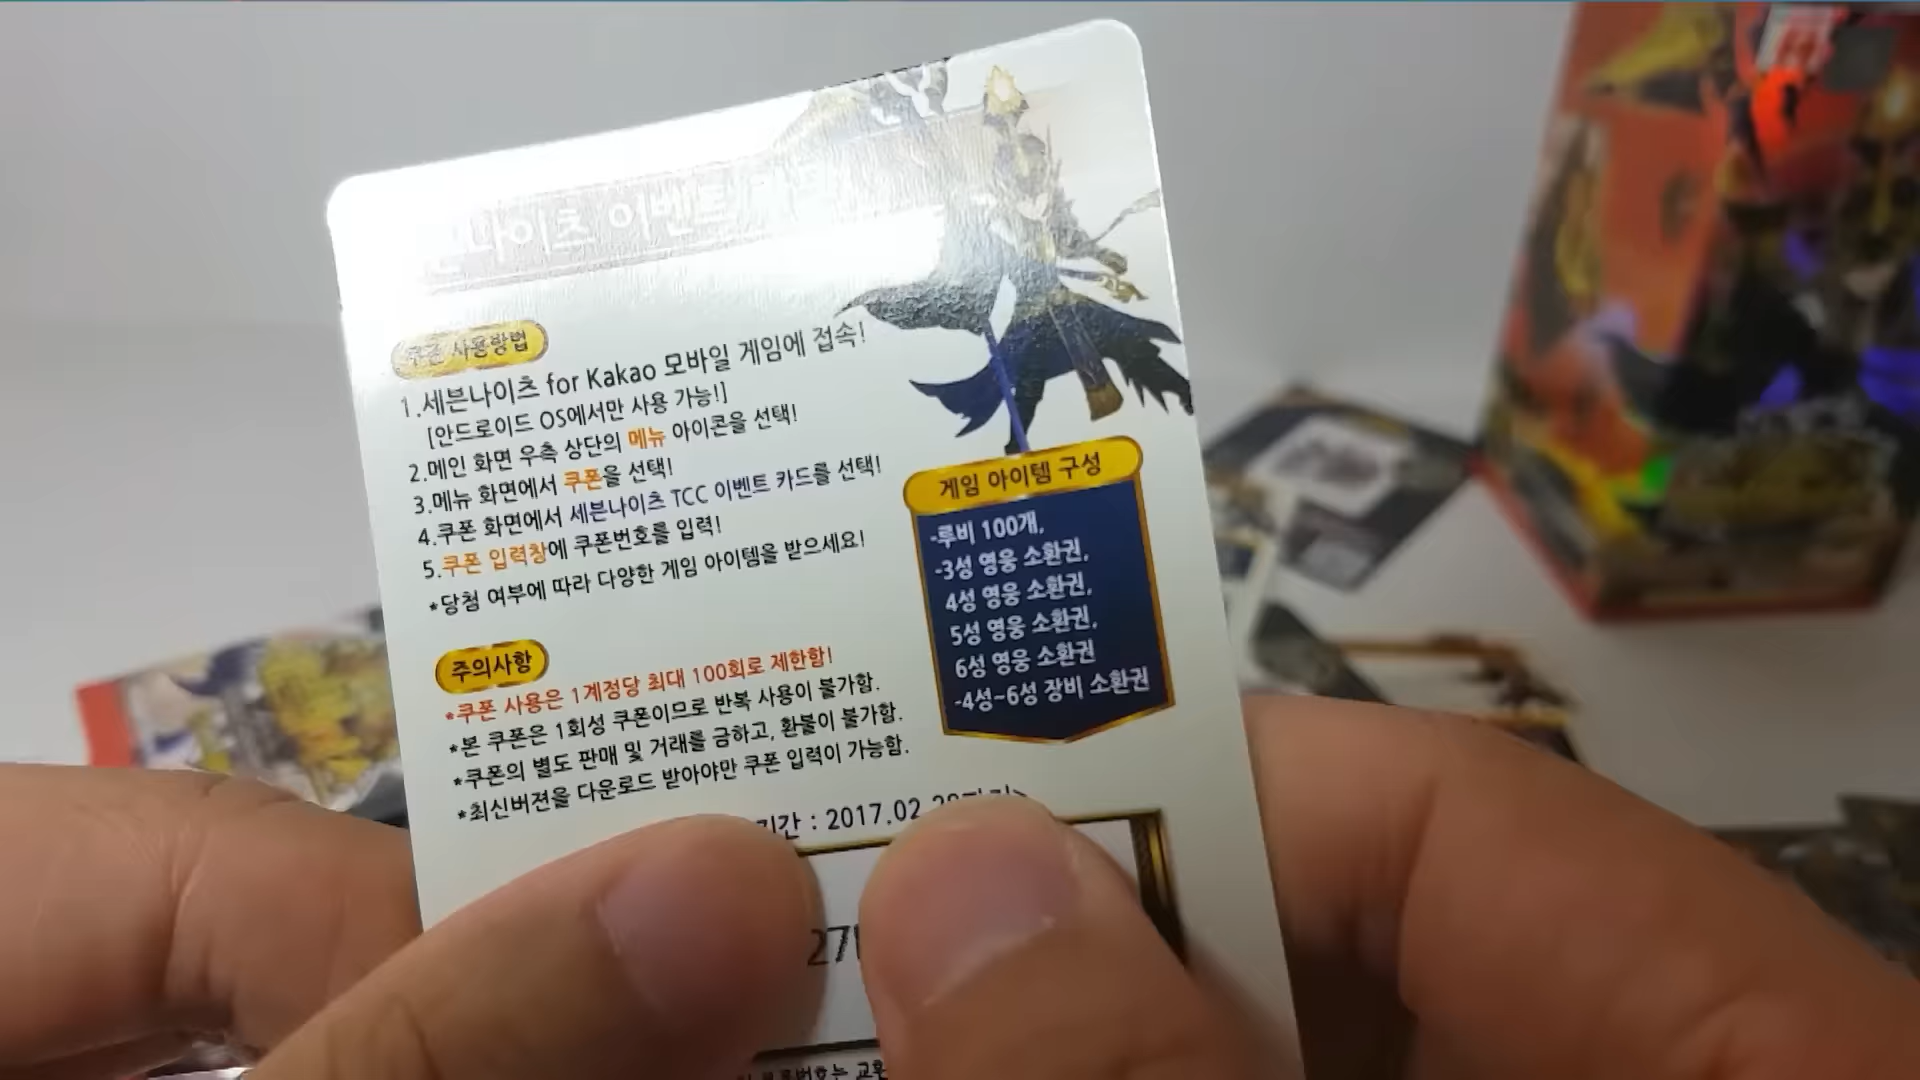 나이츠 이벤트
쿠폰 사용방법
1.세븐나이츠 for Kakao 모바일 게임에 접속!
[안드로이드 OS에서만 사용 가능!]
2.메인 화면 우측 상단의 메뉴 아이콘을 선택!
3.메뉴 화면에서 쿠폰을 선택!
4.쿠폰 화면에서 세븐나이츠 TCC 이벤트 카드를 선택!
5.쿠폰 입력창에 쿠폰번호를 입력!
*당첨 여부에 따라 다양한 게임 아이템을 받으세요!
게임 아이템 구성
-루비 100개,
-3성 영웅 소환권,
4성 영웅 소환권,
5성 영웅 소환권,
6성 영웅 소환권
-4성~6성 장비 소환권
주의사항
*쿠폰 사용은 1계정당 최대 100회로 제한함!
*본 쿠폰은 1회성 쿠폰이므로 반복 사용이 불가함.
*쿠폰의 별도 판매 및 거래를 금하고, 환불이 불가함.
*최신버젼을 다운로드 받아야만 쿠폰 입력이 가능함.
기간 : 2017.02
27